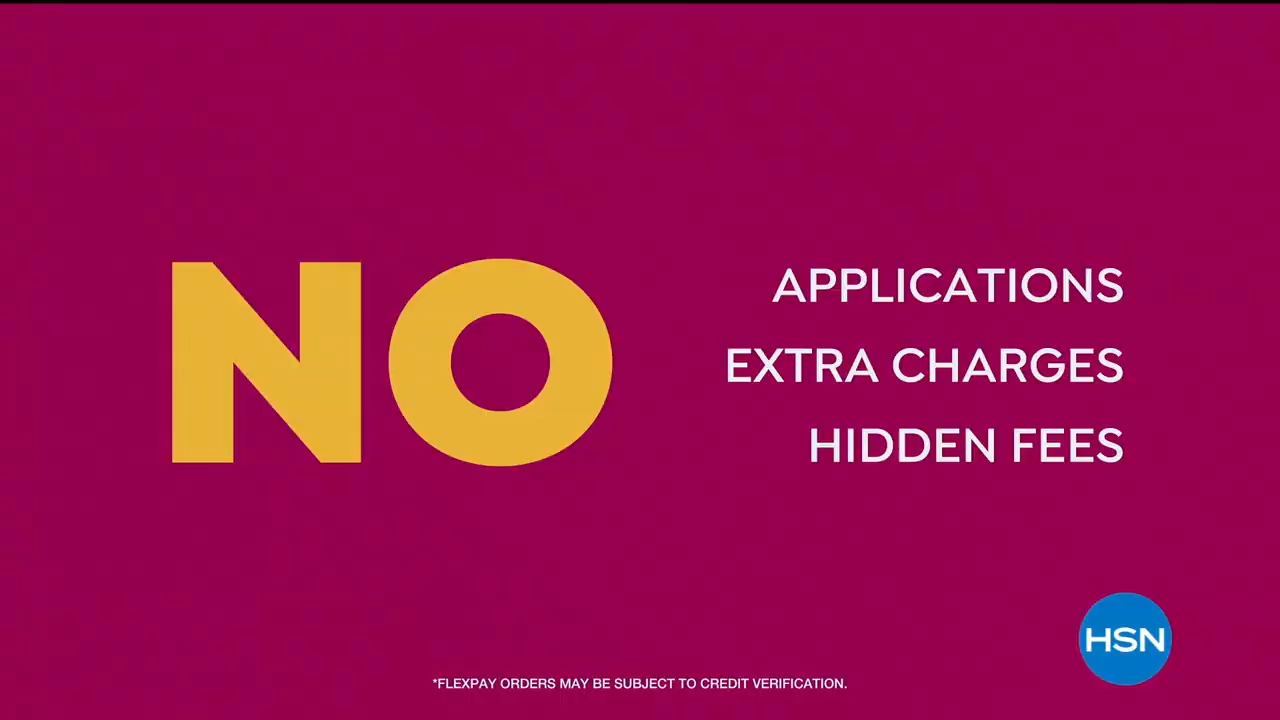 NO
APPLICATIONS
EXTRA CHARGES
HIDDEN FEES
HSN
*FLEXPAY ORDERS MAY BE SUBJECT TO CREDIT VERIFICATION.